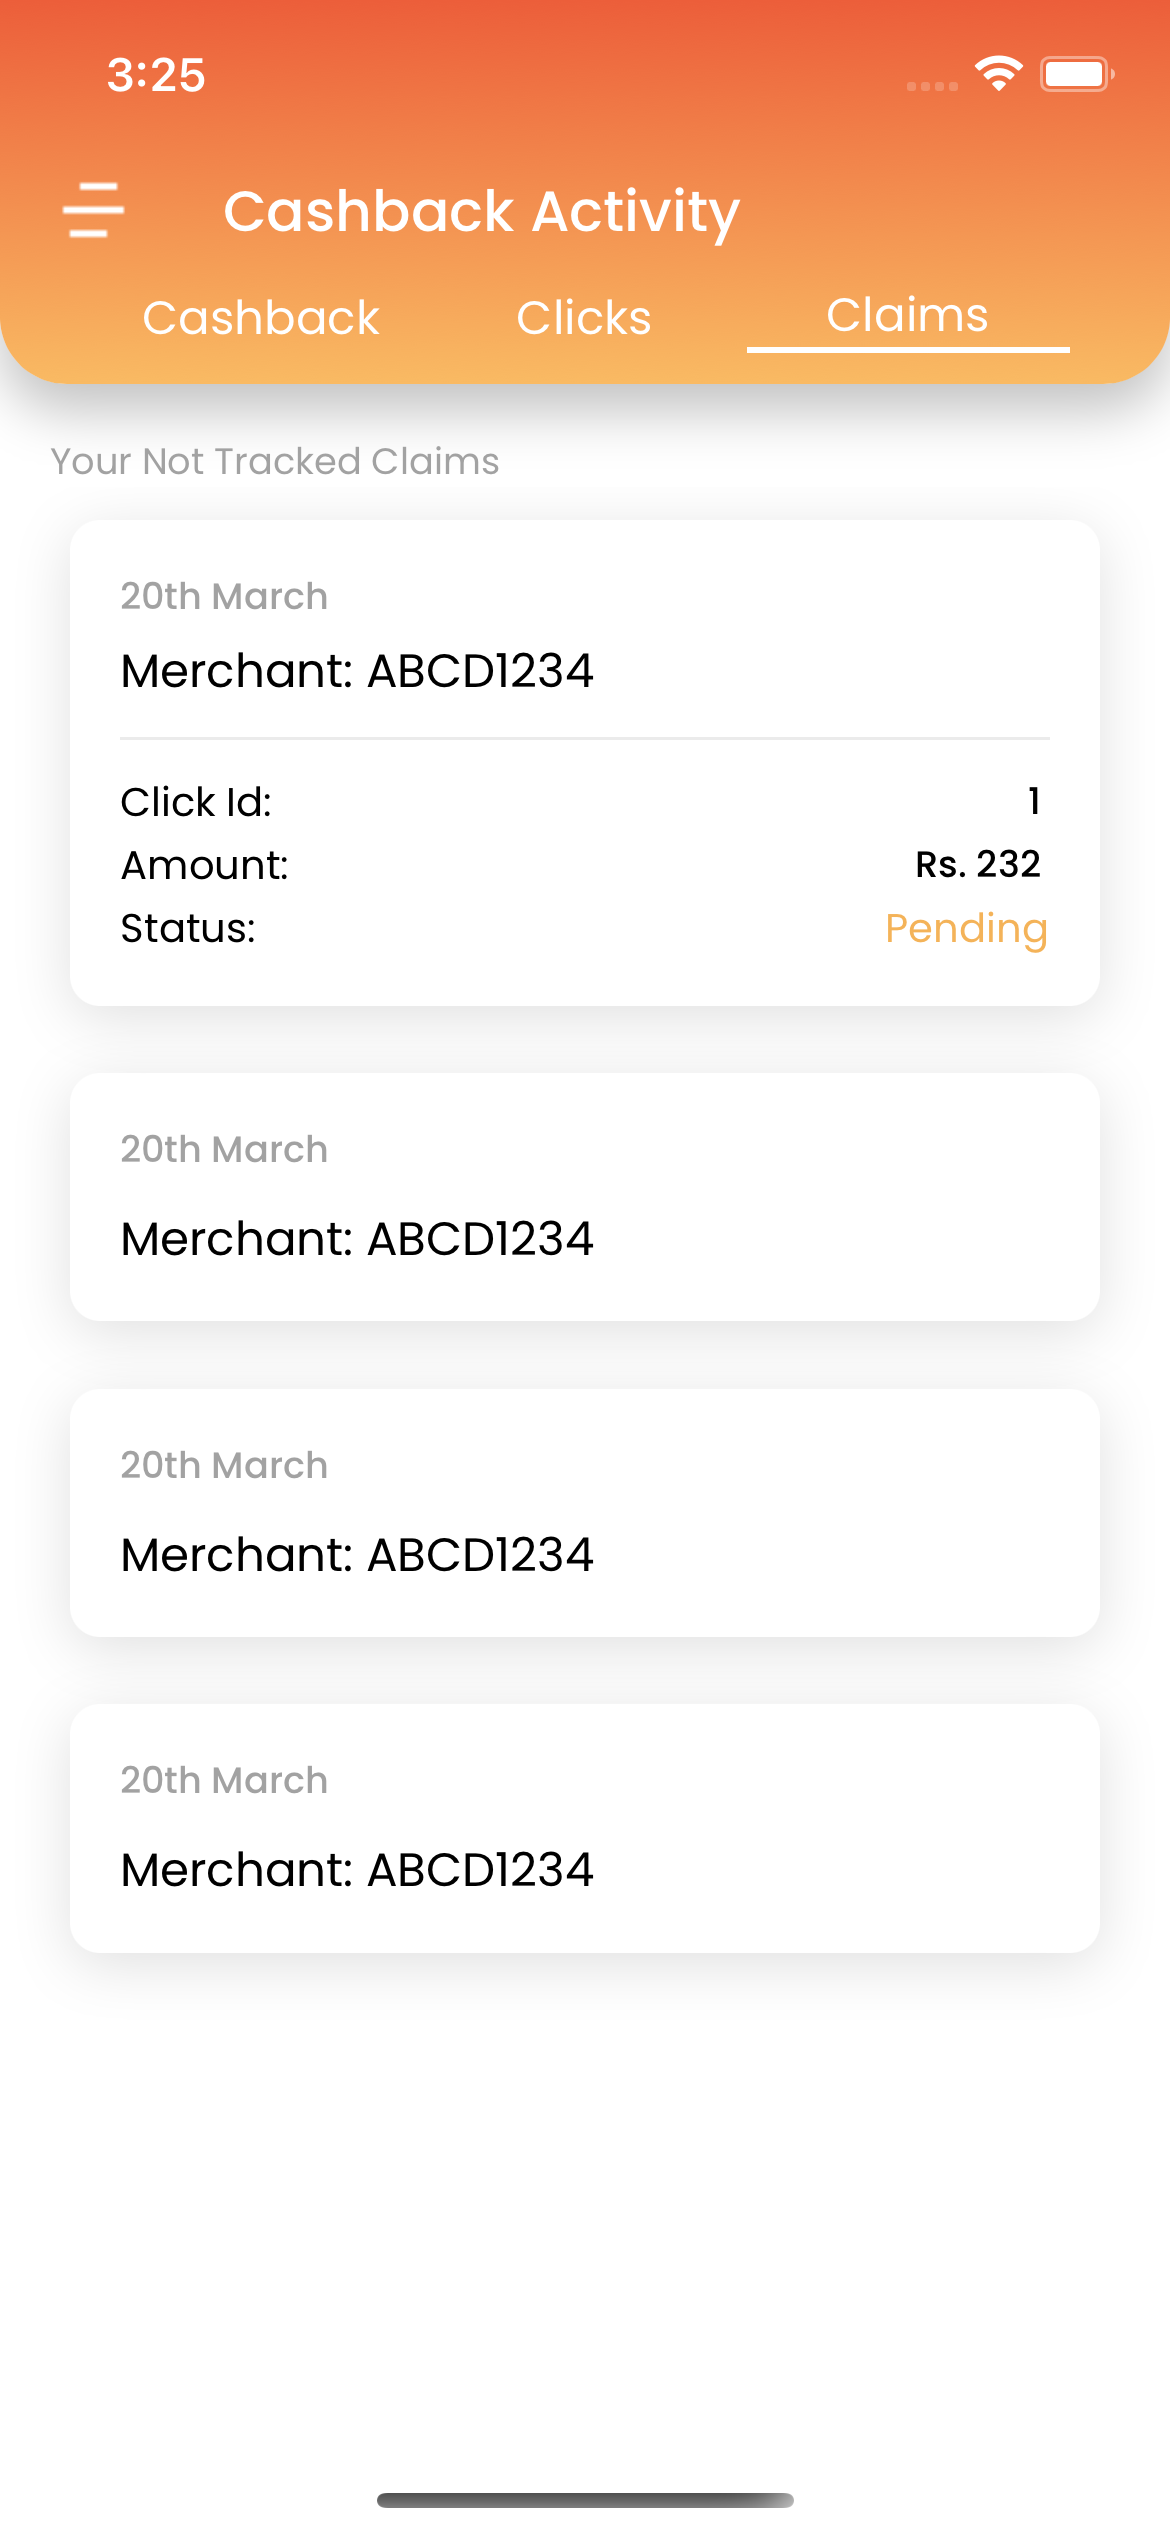 3:25
Cashback Activity
Cashback Clicks Claims
Your Not Tracked Claims
20th March
Merchant: ABCD1234
Click Id: 1
Amount: Rs. 232
Status: Pending
20th March
Merchant: ABCD1234
20th March
Merchant: ABCD1234
20th March
Merchant: ABCD1234